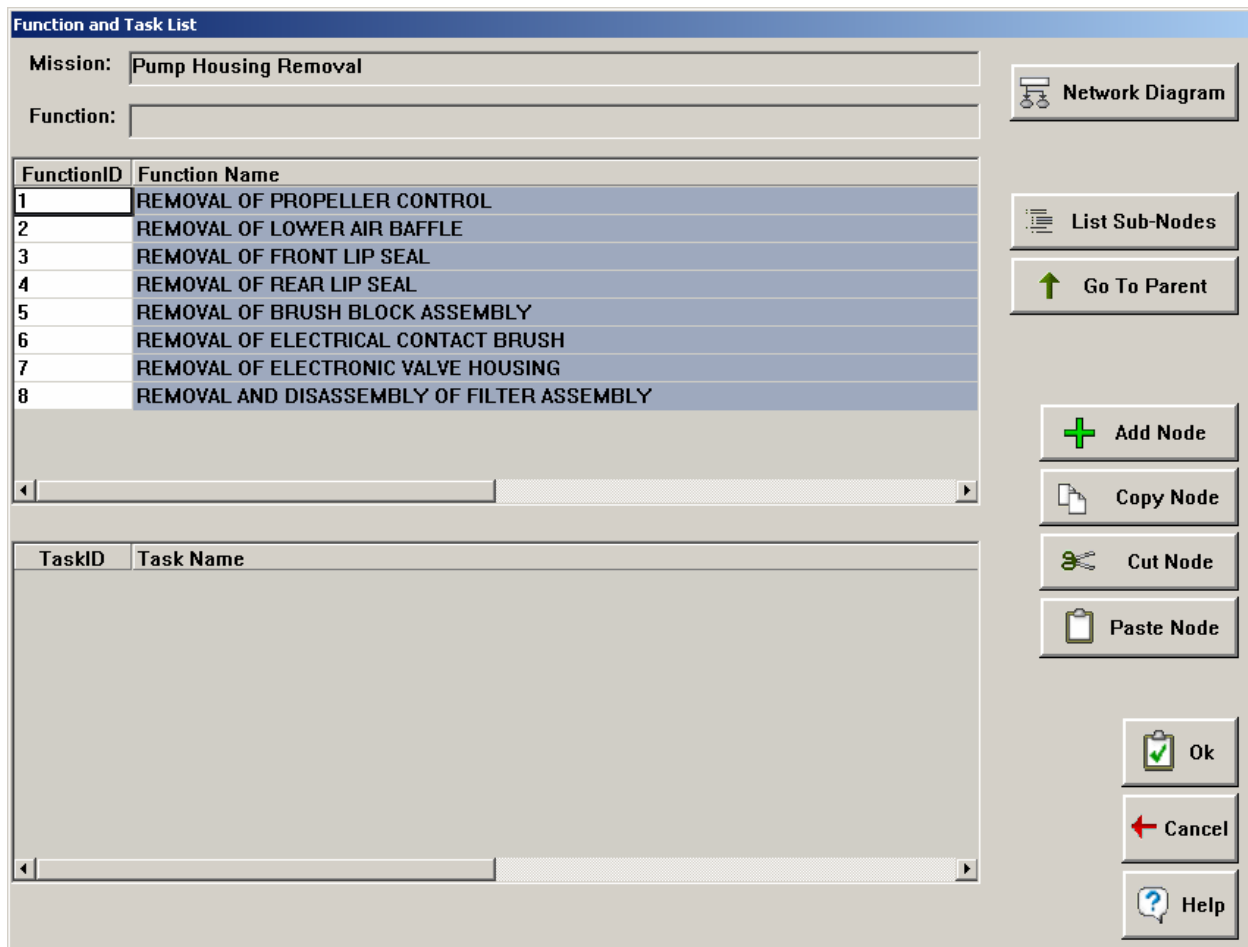 Function and Task List
Mission: Pump Housing Removal
Function:
Network Diagram
FunctionID Function Name
1 REMOVAL OF PROPELLER CONTROL
2 REMOVAL OF LOWER AIR BAFFLE
3 REMOVAL OF FRONT LIP SEAL
4 REMOVAL OF REAR LIP SEAL
5 REMOVAL OF BRUSH BLOCK ASSEMBLY
6 REMOVAL OF ELECTRICAL CONTACT BRUSH
7 REMOVAL OF ELECTRONIC VALVE HOUSING
8 REMOVAL AND DISASSEMBLY OF FILTER ASSEMBLY
List Sub-Nodes
Go To Parent
Add Node
Copy Node
Cut Node
Paste Node
TaskID Task Name
Ok
Cancel
Help